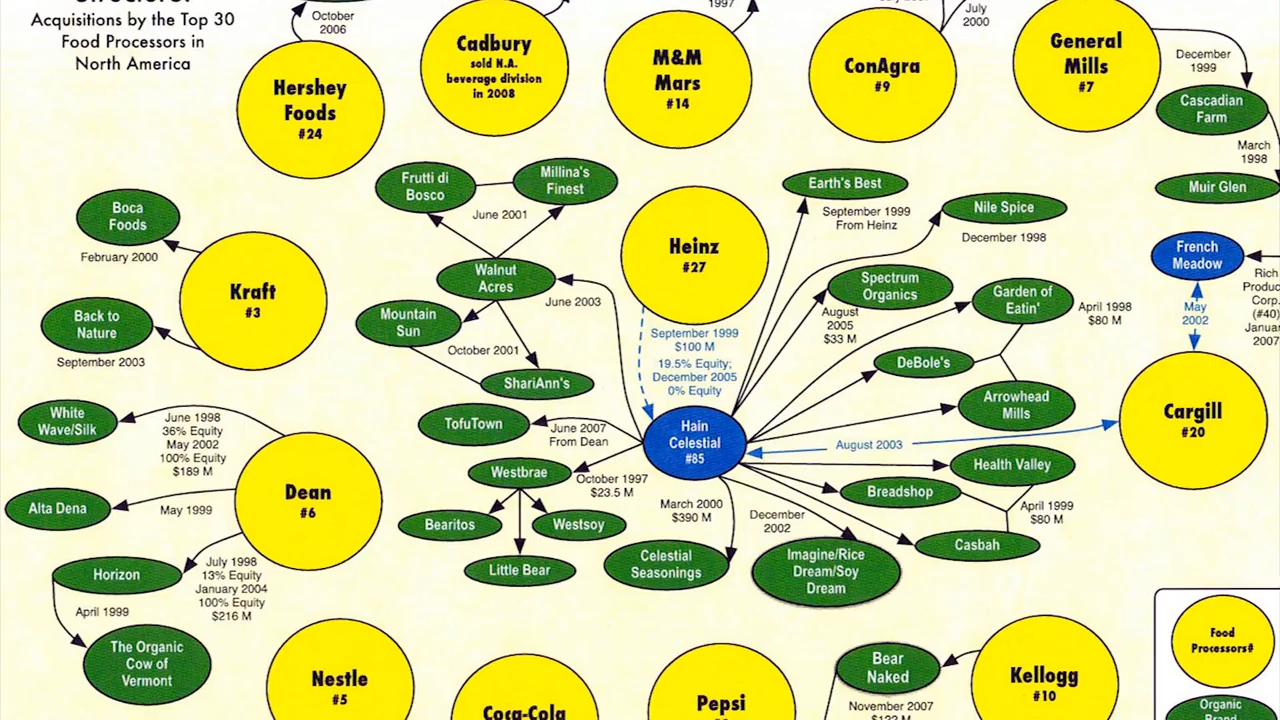 Acquisitions by the Top 30
Food Processors in
North America
October
2006
Hershey
Foods
#24
Cadbury
sold N.A.
beverage division
in 2008
1997
M&M
Mars
#14
ConAgra
#9
July
2000
General
Mills
#7
December
1999
Cascadian
Farm
March
1998
Muir Glen
Boca
Foods
February 2000
Kraft
#3
Back to
Nature
September 2003
Frutti di
Bosco
Millina's
Finest
June 2001
Walnut
Acres
June 2003
Mountain
Sun
October 2001
ShariAnn's
Heinz
#27
September 1999
$100 M
19.5% Equity;
December 2005
0% Equity
Earth's Best
September 1999
From Heinz
Nile Spice
December 1998
Spectrum
Organics
August
2005
$33 M
Garden of
Eatin'
April 1998
$80 M
DeBole's
Arrowhead
Mills
French
Meadow
Rich
Produc
Corp.
(#40)
Januar
2007
May
2002
Cargill
#20
White
Wave/Silk
June 1998
36% Equity
May 2002
100% Equity
$189 M
Dean
#6
Alta Dena
May 1999
Horizon
July 1998
13% Equity
January 2004
100% Equity
$216 M
April 1999
The Organic
Cow of
Vermont
TofuTown
June 2007
From Dean
Hain
Celestial
#85
August 2003
Westbrae
October 1997
$23.5 M
Bearitos
Westsoy
Little Bear
March 2000
$390 M
Celestial
Seasonings
December
2002
Imagine/Rice
Dream/Soy
Dream
Health Valley
Breadshop
April 1999
$80 M
Casbah
Nestle
#5
Coca-Cola
Pepsi
Bear
Naked
November 2007
$122 M
Kellogg
#10
Food
Processors#
Organic
Brand